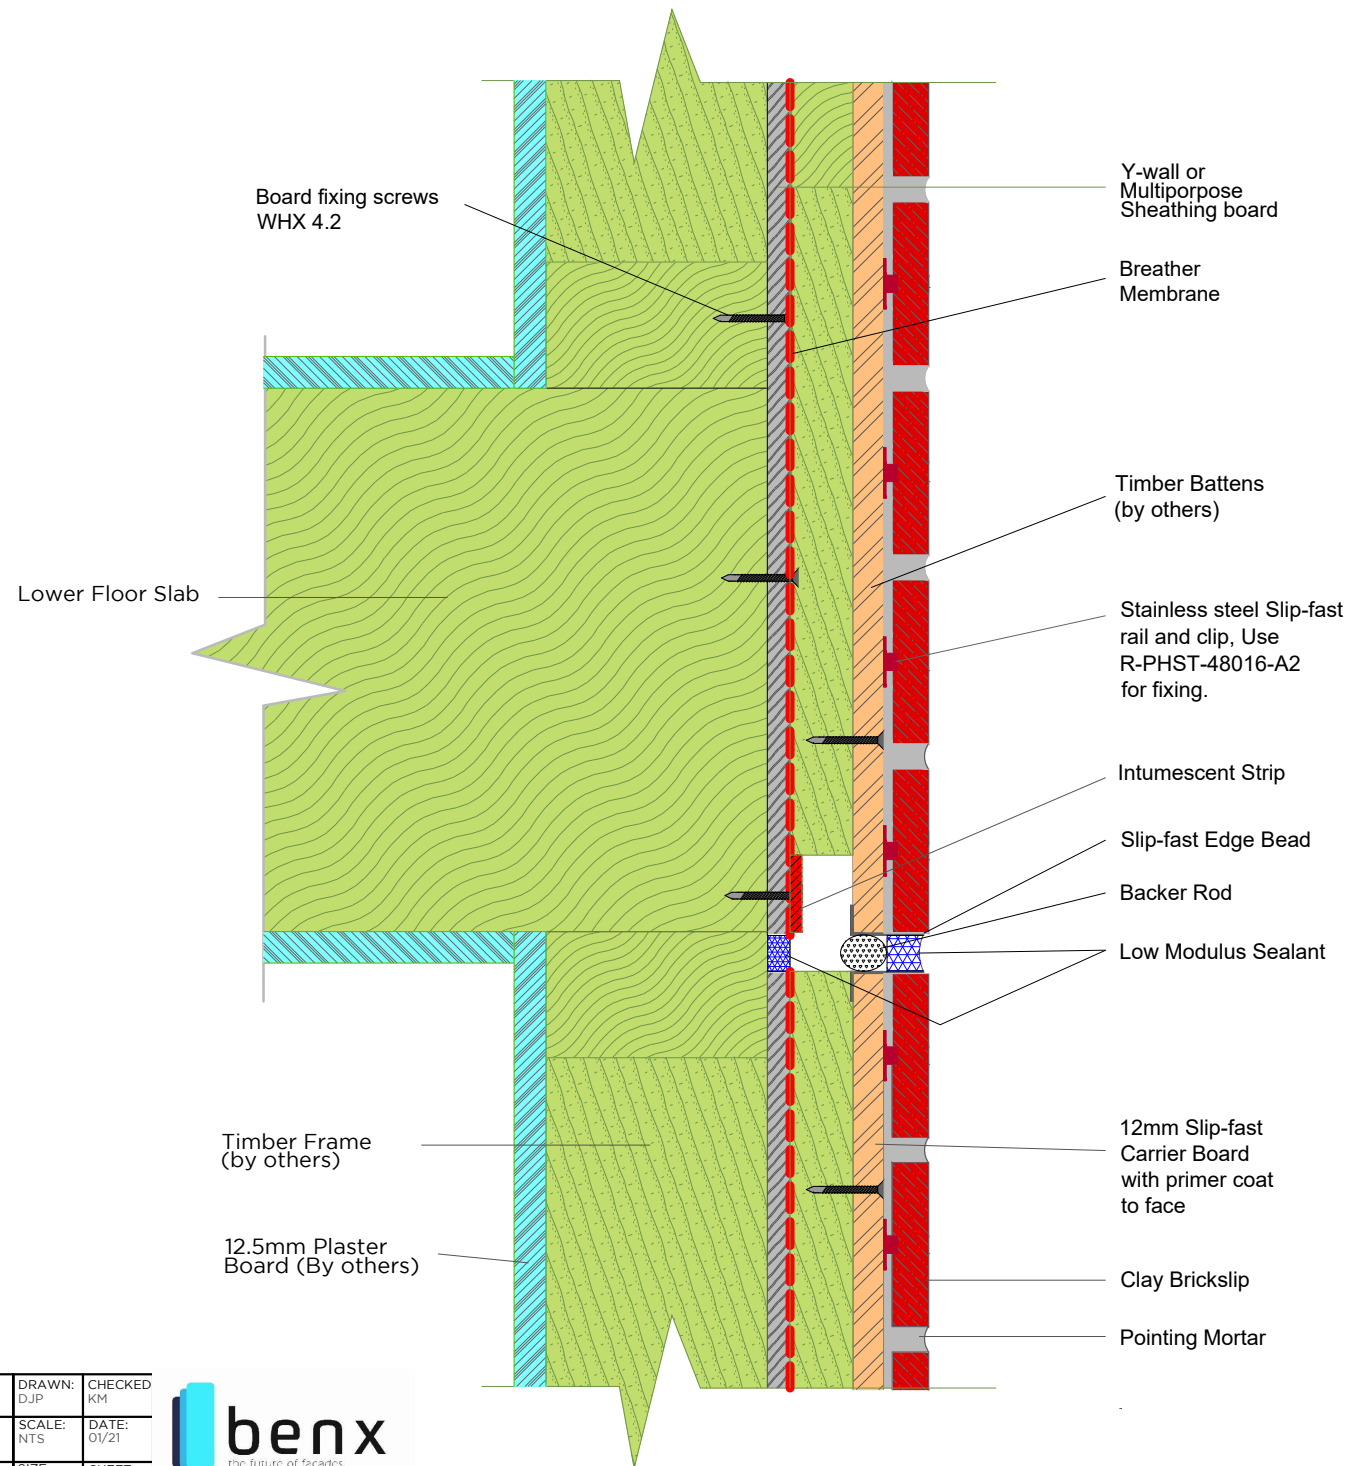 Board fixing screws
WHX 4.2
Y-wall or
Multiporpose
Sheathing board
Breather
Membrane
Timber Battens
(by others)
Lower Floor Slab
Stainless steel Slip-fast
rail and clip, Use
R-PHST-48016-A2
for fixing.
Intumescent Strip
Slip-fast Edge Bead
Backer Rod
Low Modulus Sealant
Timber Frame
(by others)
12mm Slip-fast
Carrier Board
with primer coat
to face
12.5mm Plaster
Board (By others)
Clay Brickslip
Pointing Mortar
DRAWN: CHECKED
DJP KM
SCALE: DATE:
NTS 01/21
benx
the future of facades